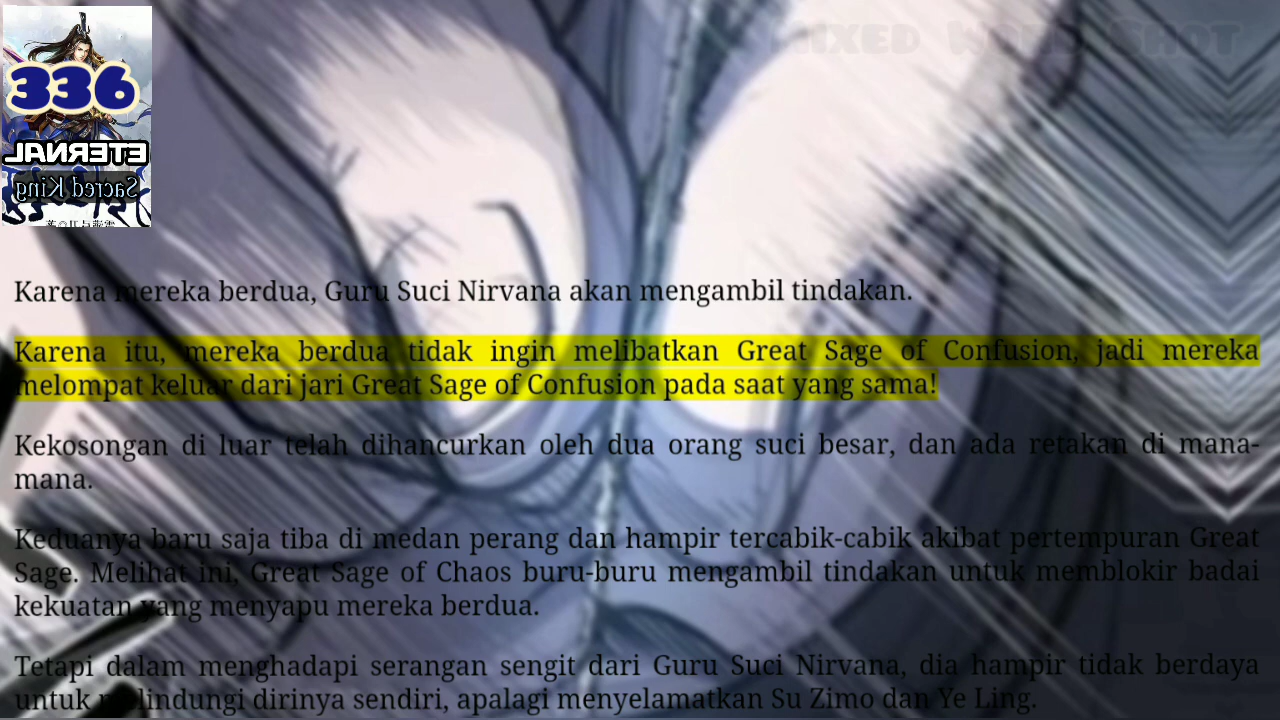 MIXED WORLD SHOT
336
ETERNAL
Sacred King
Karena mereka berdua, Guru Suci Nirvana akan mengambil tindakan.
Karena itu, mereka berdua tidak ingin melibatkan Great Sage of Confusion, jadi mereka
melompat keluar dari jari Great Sage of Confusion pada saat yang sama!
Kekosongan di luar telah dihancurkan oleh dua orang suci besar, dan ada retakan di mana-
mana.
Keduanya baru saja tiba di medan perang dan hampir tercabik-cabik akibat pertempuran Great
Sage. Melihat ini, Great Sage of Chaos buru-buru mengambil tindakan untuk memblokir badai
kekuatan yang menyapu mereka berdua.
Tetapi dalam menghadapi serangan sengit dari Guru Suci Nirvana, dia hampir tidak berdaya
untuk melindungi dirinya sendiri, apalagi menyelamatkan Su Zimo dan Ye Ling.